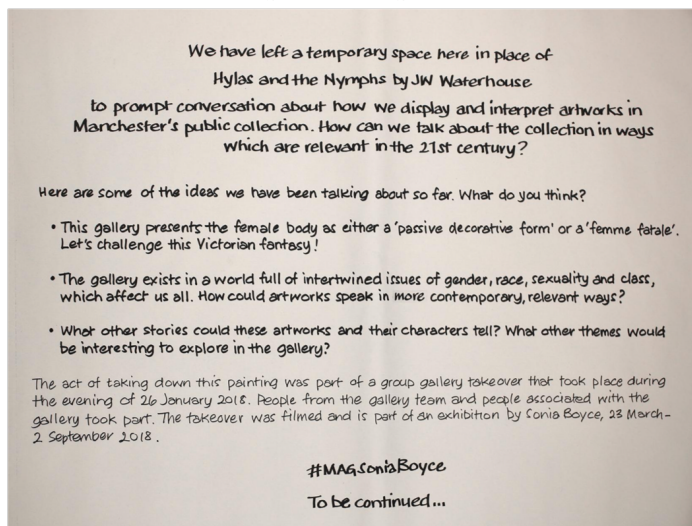 We have left a temporary space here in place of
Hylas and the Nymphs by JW Waterhouse
to prompt conversation about how we display and interpret artworks in
Manchester's public collection. How can we talk about the collection in ways
which are relevant in the 21st century?
Here are some of the ideas we have been talking about so far. What do you think?
• This gallery presents the female body as either a 'passive decorative form' or a 'femme fatale'.
Let's challenge this Victorian fantasy!
• The gallery exists in a world full of intertwined issues of gender, race, sexuality and class,
which affect us all. How could artworks speak in more contemporary, relevant ways?
• What other stories could these artworks and their characters tell? What other themes would
be interesting to explore in the gallery?
The act of taking down this painting was part of a group gallery takeover that took place during
the evening of 26 January 2018. People from the gallery team and people associated with the
gallery took part. The takeover was filmed and is part of an exhibition by Sonia Boyce, 23 March-
2 September 2018.
#MAGSoniaBoyce
To be continued...